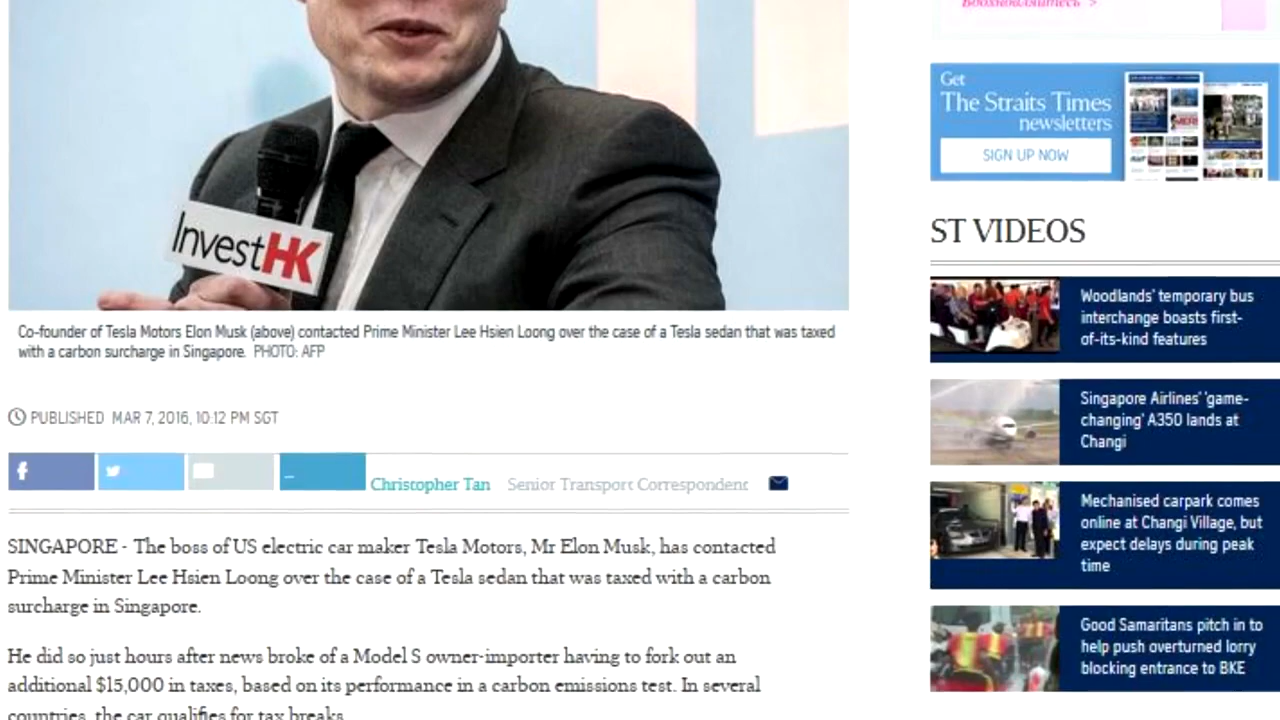 InvestHK
Co-founder of Tesla Motors Elon Musk (above) contacted Prime Minister Lee Hsien Loong over the case of a Tesla sedan that was taxed
with a carbon surcharge in Singapore. PHOTO: AFP
PUBLISHED MAR 7, 2016, 10:12 PM SGT
Christopher Tan Senior Transport Correspondent
SINGAPORE - The boss of US electric car maker Tesla Motors, Mr Elon Musk, has contacted
Prime Minister Lee Hsien Loong over the case of a Tesla sedan that was taxed with a carbon
surcharge in Singapore.
He did so just hours after news broke of a Model S owner-importer having to fork out an
additional $15,000 in taxes, based on its performance in a carbon emissions test. In several
countries, the car qualifies for tax breaks.
Get
The Straits Times
newsletters
SIGN UP NOW
ST VIDEOS
Woodlands' temporary bus
interchange boasts first-
of-its-kind features
Singapore Airlines' 'game-
changing' A350 lands at
Changi
Mechanised carpark comes
online at Changi Village, but
expect delays during peak
time
Good Samaritans pitch in to
help push overturned lorry
blocking entrance to BKE